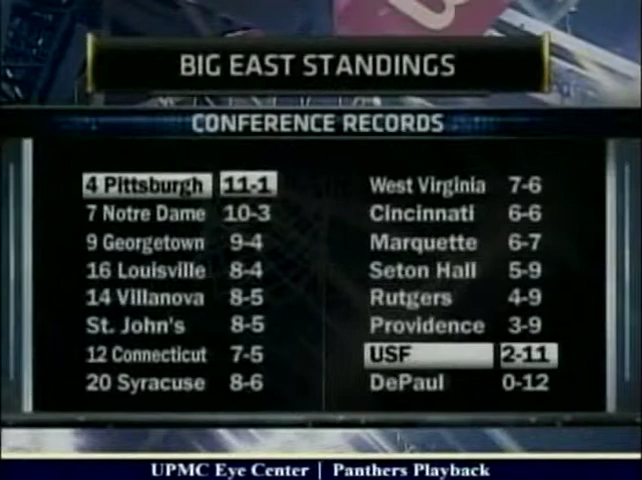 BIG EAST STANDINGS
CONFERENCE RECORDS
4 Pittsburgh 11-1
7 Notre Dame 10-3
9 Georgetown 9-4
16 Louisville 8-4
14 Villanova 8-5
St. John's 8-5
12 Connecticut 7-5
20 Syracuse 8-6
West Virginia 7-6
Cincinnati 6-6
Marquette 6-7
Seton Hall 5-9
Rutgers 4-9
Providence 3-9
USF 2-11
DePaul 0-12
UPMC Eye Center | Panthers Playback